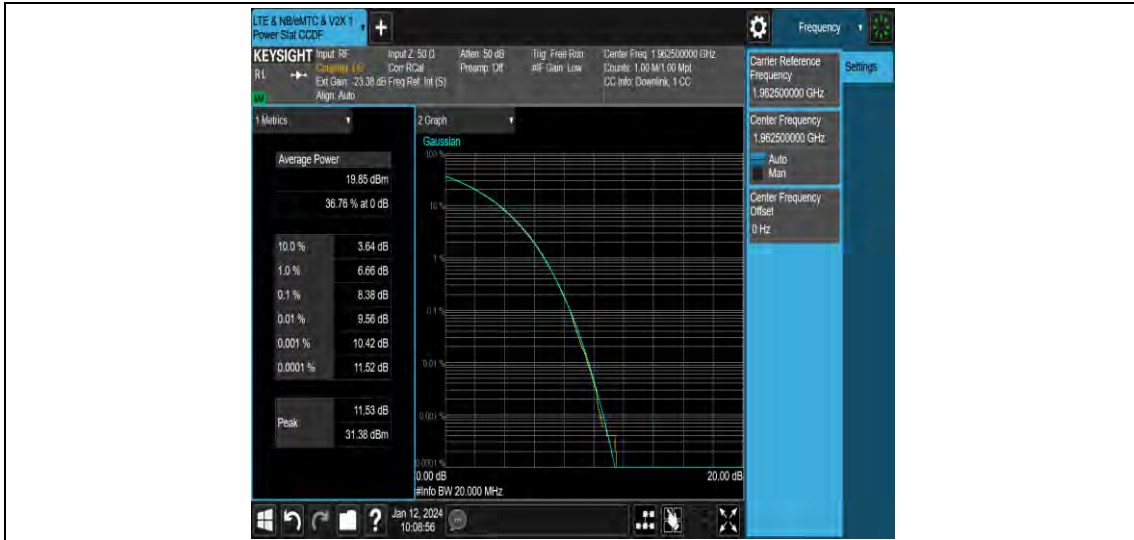 LTE & NB/eMTC & V2X 1
Power Stat CCDF
Frequency
KEYSIGHT
RL
Input: RF
Coupling: DC
Ext Gain: -23.38 dB
Align: Auto
Input Z: 50 Ω
Corr RCal
Freq Ref: Int (S)
Atten: 50 dB
Preamp: Off
Trig: Free Run
#IF Gain: Low
Center Freq: 1.962500000 GHz
Counts: 1.00 M/1.00 Mpt
CC Info: Downlink, 1 CC
1 Metrics
Average Power
19.85 dBm
36.76 % at 0 dB
10.0 % 3.64 dB
1.0 % 6.66 dB
0.1 % 8.38 dB
0.01 % 9.56 dB
0.001 % 10.42 dB
0.0001 % 11.52 dB
Peak
11.53 dB
31.38 dBm
2 Graph
Gaussian
100 %
10 %
1 %
0.1 %
0.01 %
0.001 %
0.0001 %
0.00 dB
20.00 dB
#Info BW 20.000 MHz
Carrier Reference
Frequency
1.962500000 GHz
Center Frequency
1.962500000 GHz
Auto
Man
Center Frequency
Offset
0 Hz
Settings
Jan 12, 2024
10:08:56